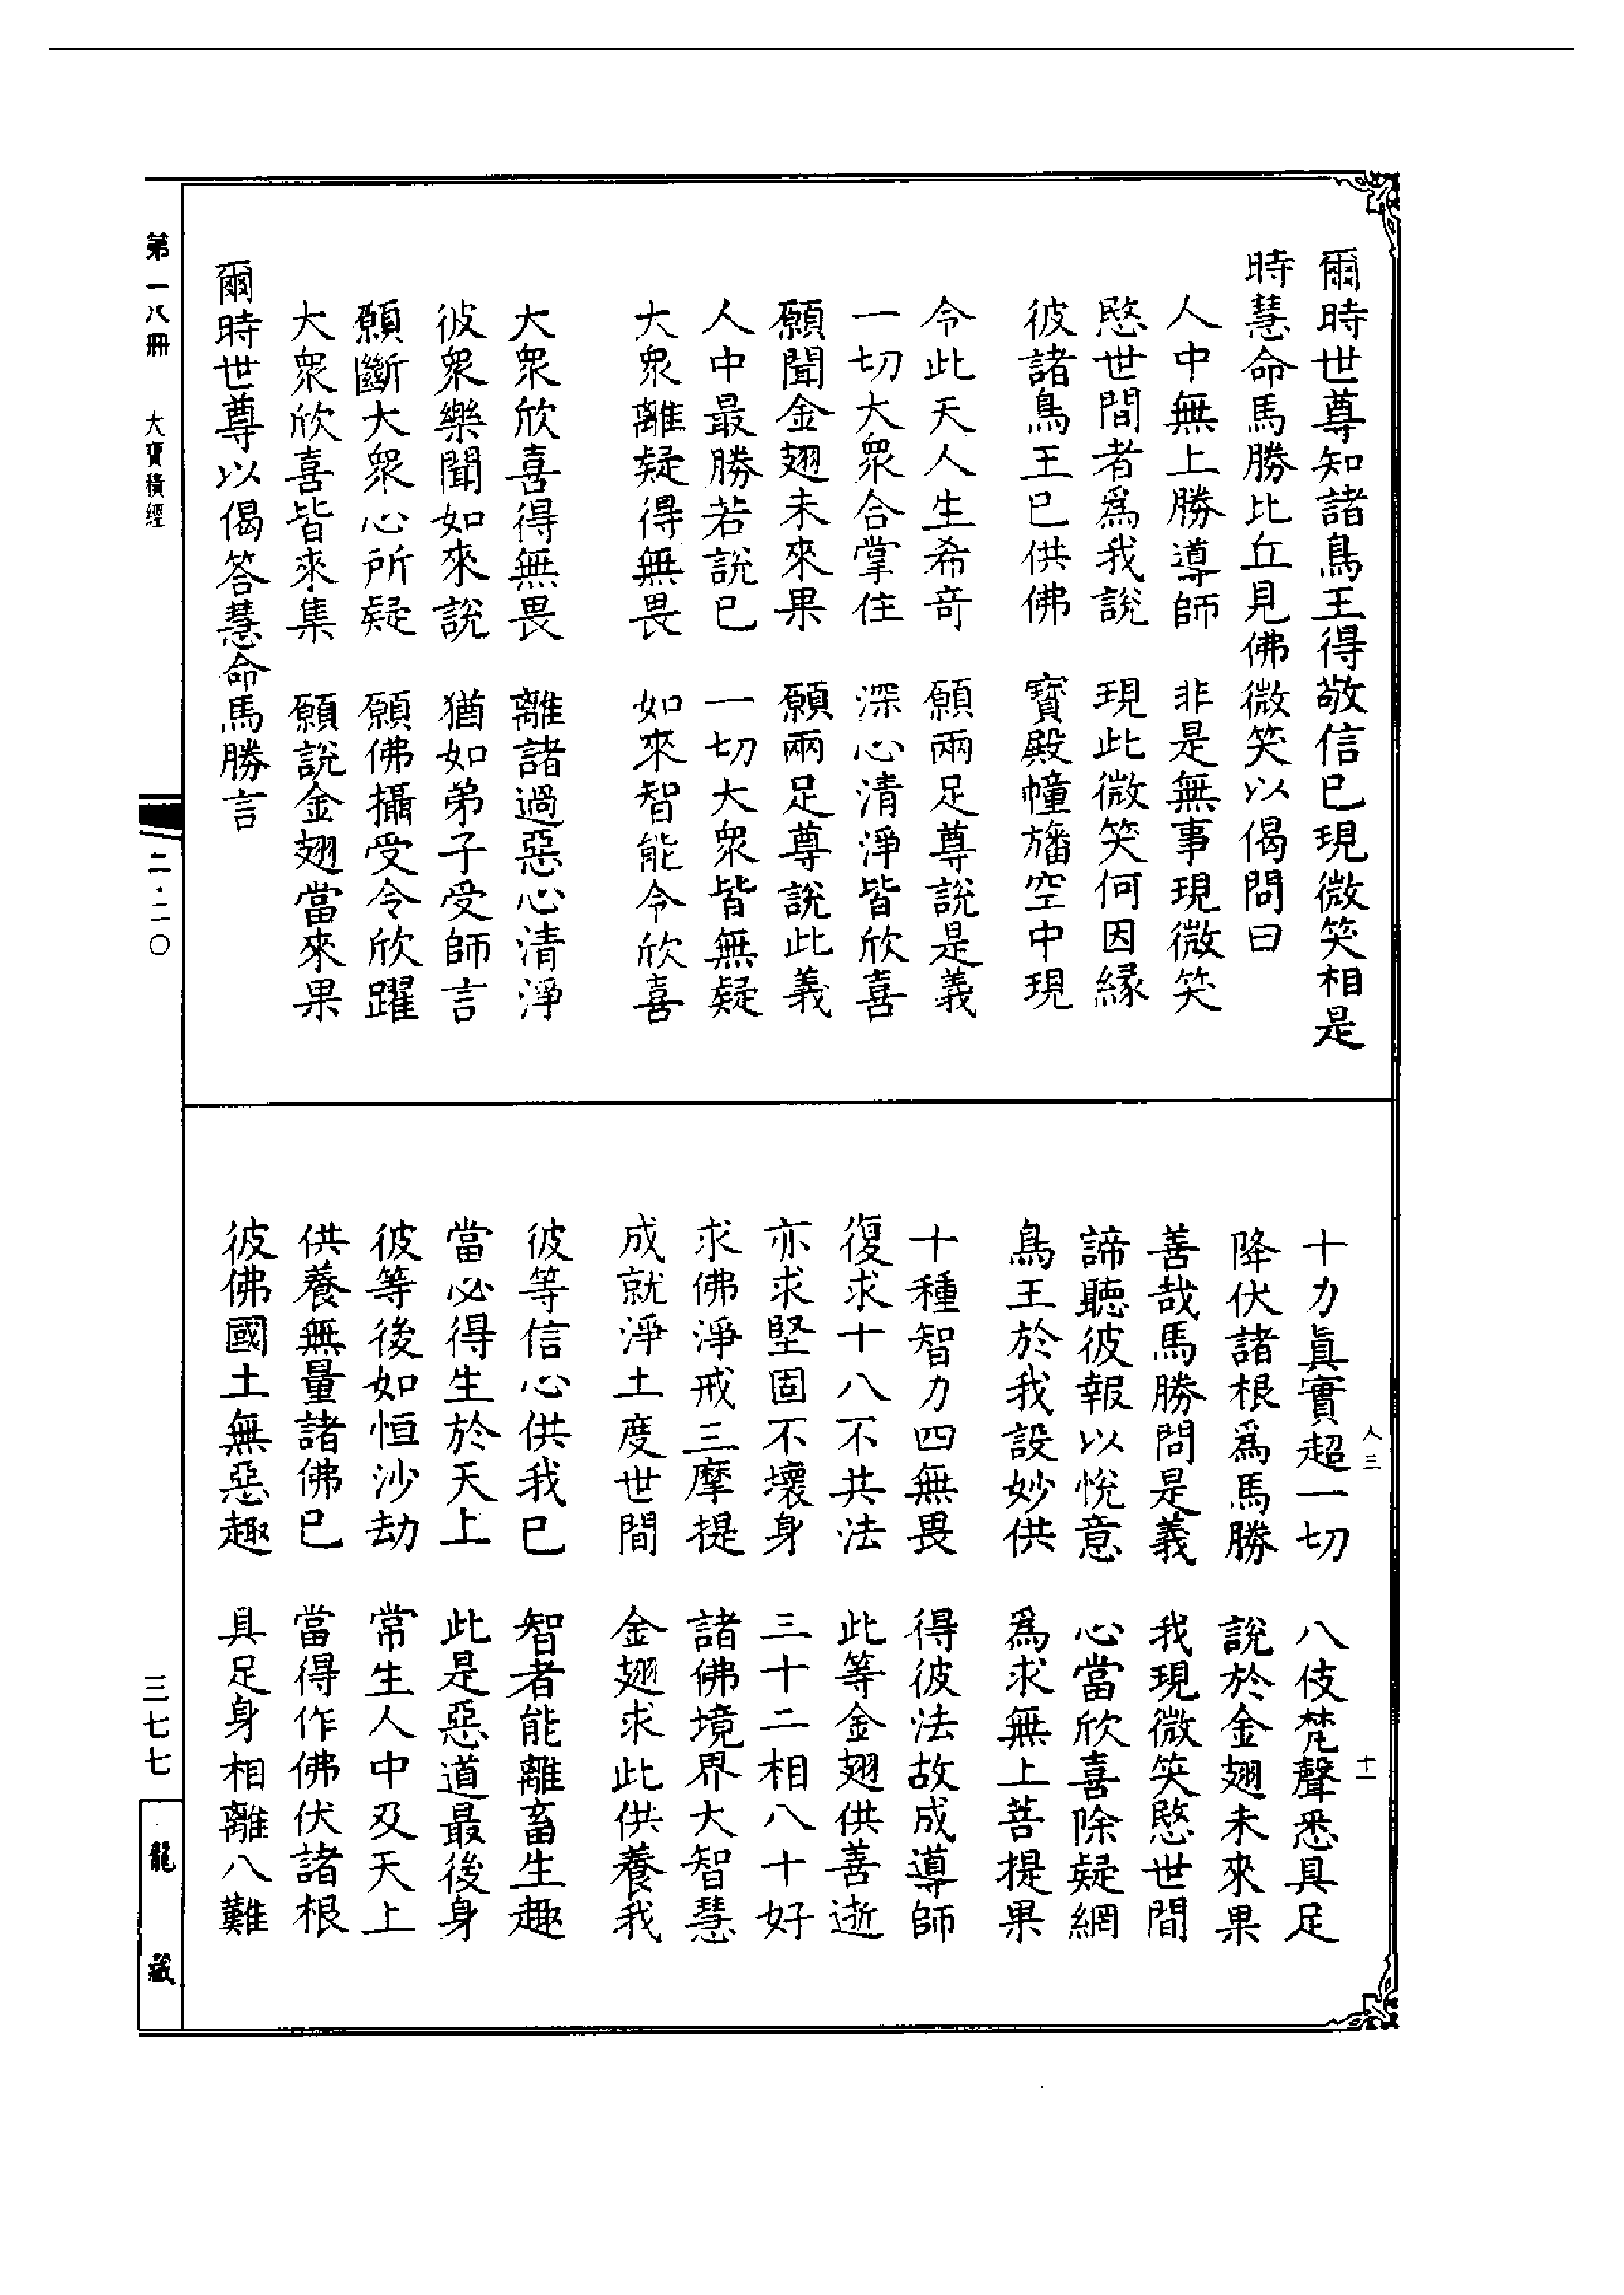 爾時世尊知諸鳥王得敬信已現微笑相是
時慧命馬勝比丘見佛微笑以偈問曰
人中無上勝導師　非是無事現微笑
愍世間者爲我說　現此微笑何因緣
彼諸鳥王已供佛　寶殿幢旛空中現
令此天人生希奇　願兩足尊說是義
一切大衆合掌住　深心清淨皆欣喜
願聞金翅未來果　願兩足尊說此義
人中最勝若說已　一切大衆皆無疑
大衆離疑得無畏　如來智能令欣喜
大衆欣喜得無畏　離諸過惡心清淨
彼衆樂聞如來說　猶如弟子受師言
願斷大衆心所疑　願佛攝受令欣躍
大衆欣喜皆來集　願說金翅當來果
爾時世尊以偈答慧命馬勝言
十力眞實超一切　八伎梵聲悉具足
降伏諸根爲馬勝　說於金翅未來果
善哉馬勝問是義　我現微笑愍世間
諦聽彼報以悅意　心當欣喜除疑網
鳥王於我設妙供　爲求無上菩提果
十種智力四無畏　得彼法故成導師
復求十八不共法　此等金翅供善逝
亦求堅固不壞身　三十二相八十好
求佛淨戒三摩提　諸佛境界大智慧
成就淨土度世間　金翅求此供養我
彼等信心供我已　智者能離畜生趣
當必得生於天上　此是惡道最後身
彼等後如恒沙劫　常生人中及天上
供養無量諸佛已　當得作佛伏諸根
彼佛國土無惡趣　具足身相離八難
人三　十一
第一八冊　大寶積經　二·二〇　三七七　龍藏